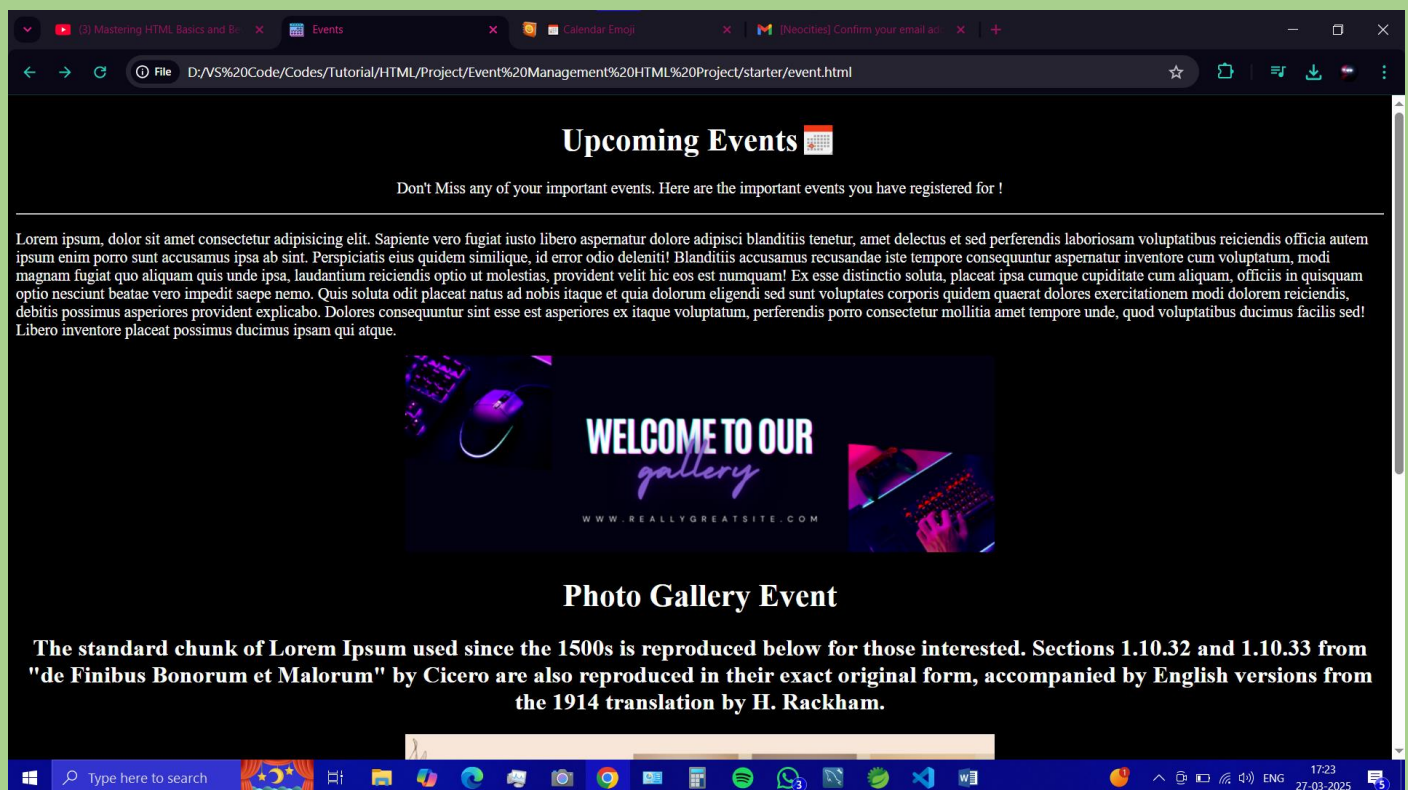 (3) Mastering HTML Basics and Be
Events
Calendar Emoji
[Neocities] Confirm your email ad
File
D:/VS%20Code/Codes/Tutorial/HTML/Project/Event%20Management%20HTML%20Project/starter/event.html
Upcoming Events
Don't Miss any of your important events. Here are the important events you have registered for !
Lorem ipsum, dolor sit amet consectetur adipisicing elit. Sapiente vero fugiat iusto libero aspernatur dolore adipisci blanditiis tenetur, amet delectus et sed perferendis laboriosam voluptatibus reiciendis officia autem
ipsum enim porro sunt accusamus ipsa ab sint. Perspiciatis eius quidem similique, id error odio deleniti! Blanditiis accusamus recusandae iste tempore consequuntur aspernatur inventore cum voluptatum, modi
magnam fugiat quo aliquam quis unde ipsa, laudantium reiciendis optio ut molestias, provident velit hic eos est numquam! Ex esse distinctio soluta, placeat ipsa cumque cupiditate cum aliquam, officiis in quisquam
optio nesciunt beatae vero impedit saepe nemo. Quis soluta odit placeat natus ad nobis itaque et quia dolorum eligendi sed sunt voluptates corporis quidem quaerat dolores exercitationem modi dolorem reiciendis,
debitis possimus asperiores provident explicabo. Dolores consequuntur sint esse est asperiores ex itaque voluptatum, perferendis porro consectetur mollitia amet tempore unde, quod voluptatibus ducimus facilis sed!
Libero inventore placeat possimus ducimus ipsam qui atque.
WELCOME TO OUR
gallery
WWW.REALLYGREATSITE.COM
Photo Gallery Event
The standard chunk of Lorem Ipsum used since the 1500s is reproduced below for those interested. Sections 1.10.32 and 1.10.33 from
"de Finibus Bonorum et Malorum" by Cicero are also reproduced in their exact original form, accompanied by English versions from
the 1914 translation by H. Rackham.
Type here to search
3
1
ENG
17:23
27-03-2025
5